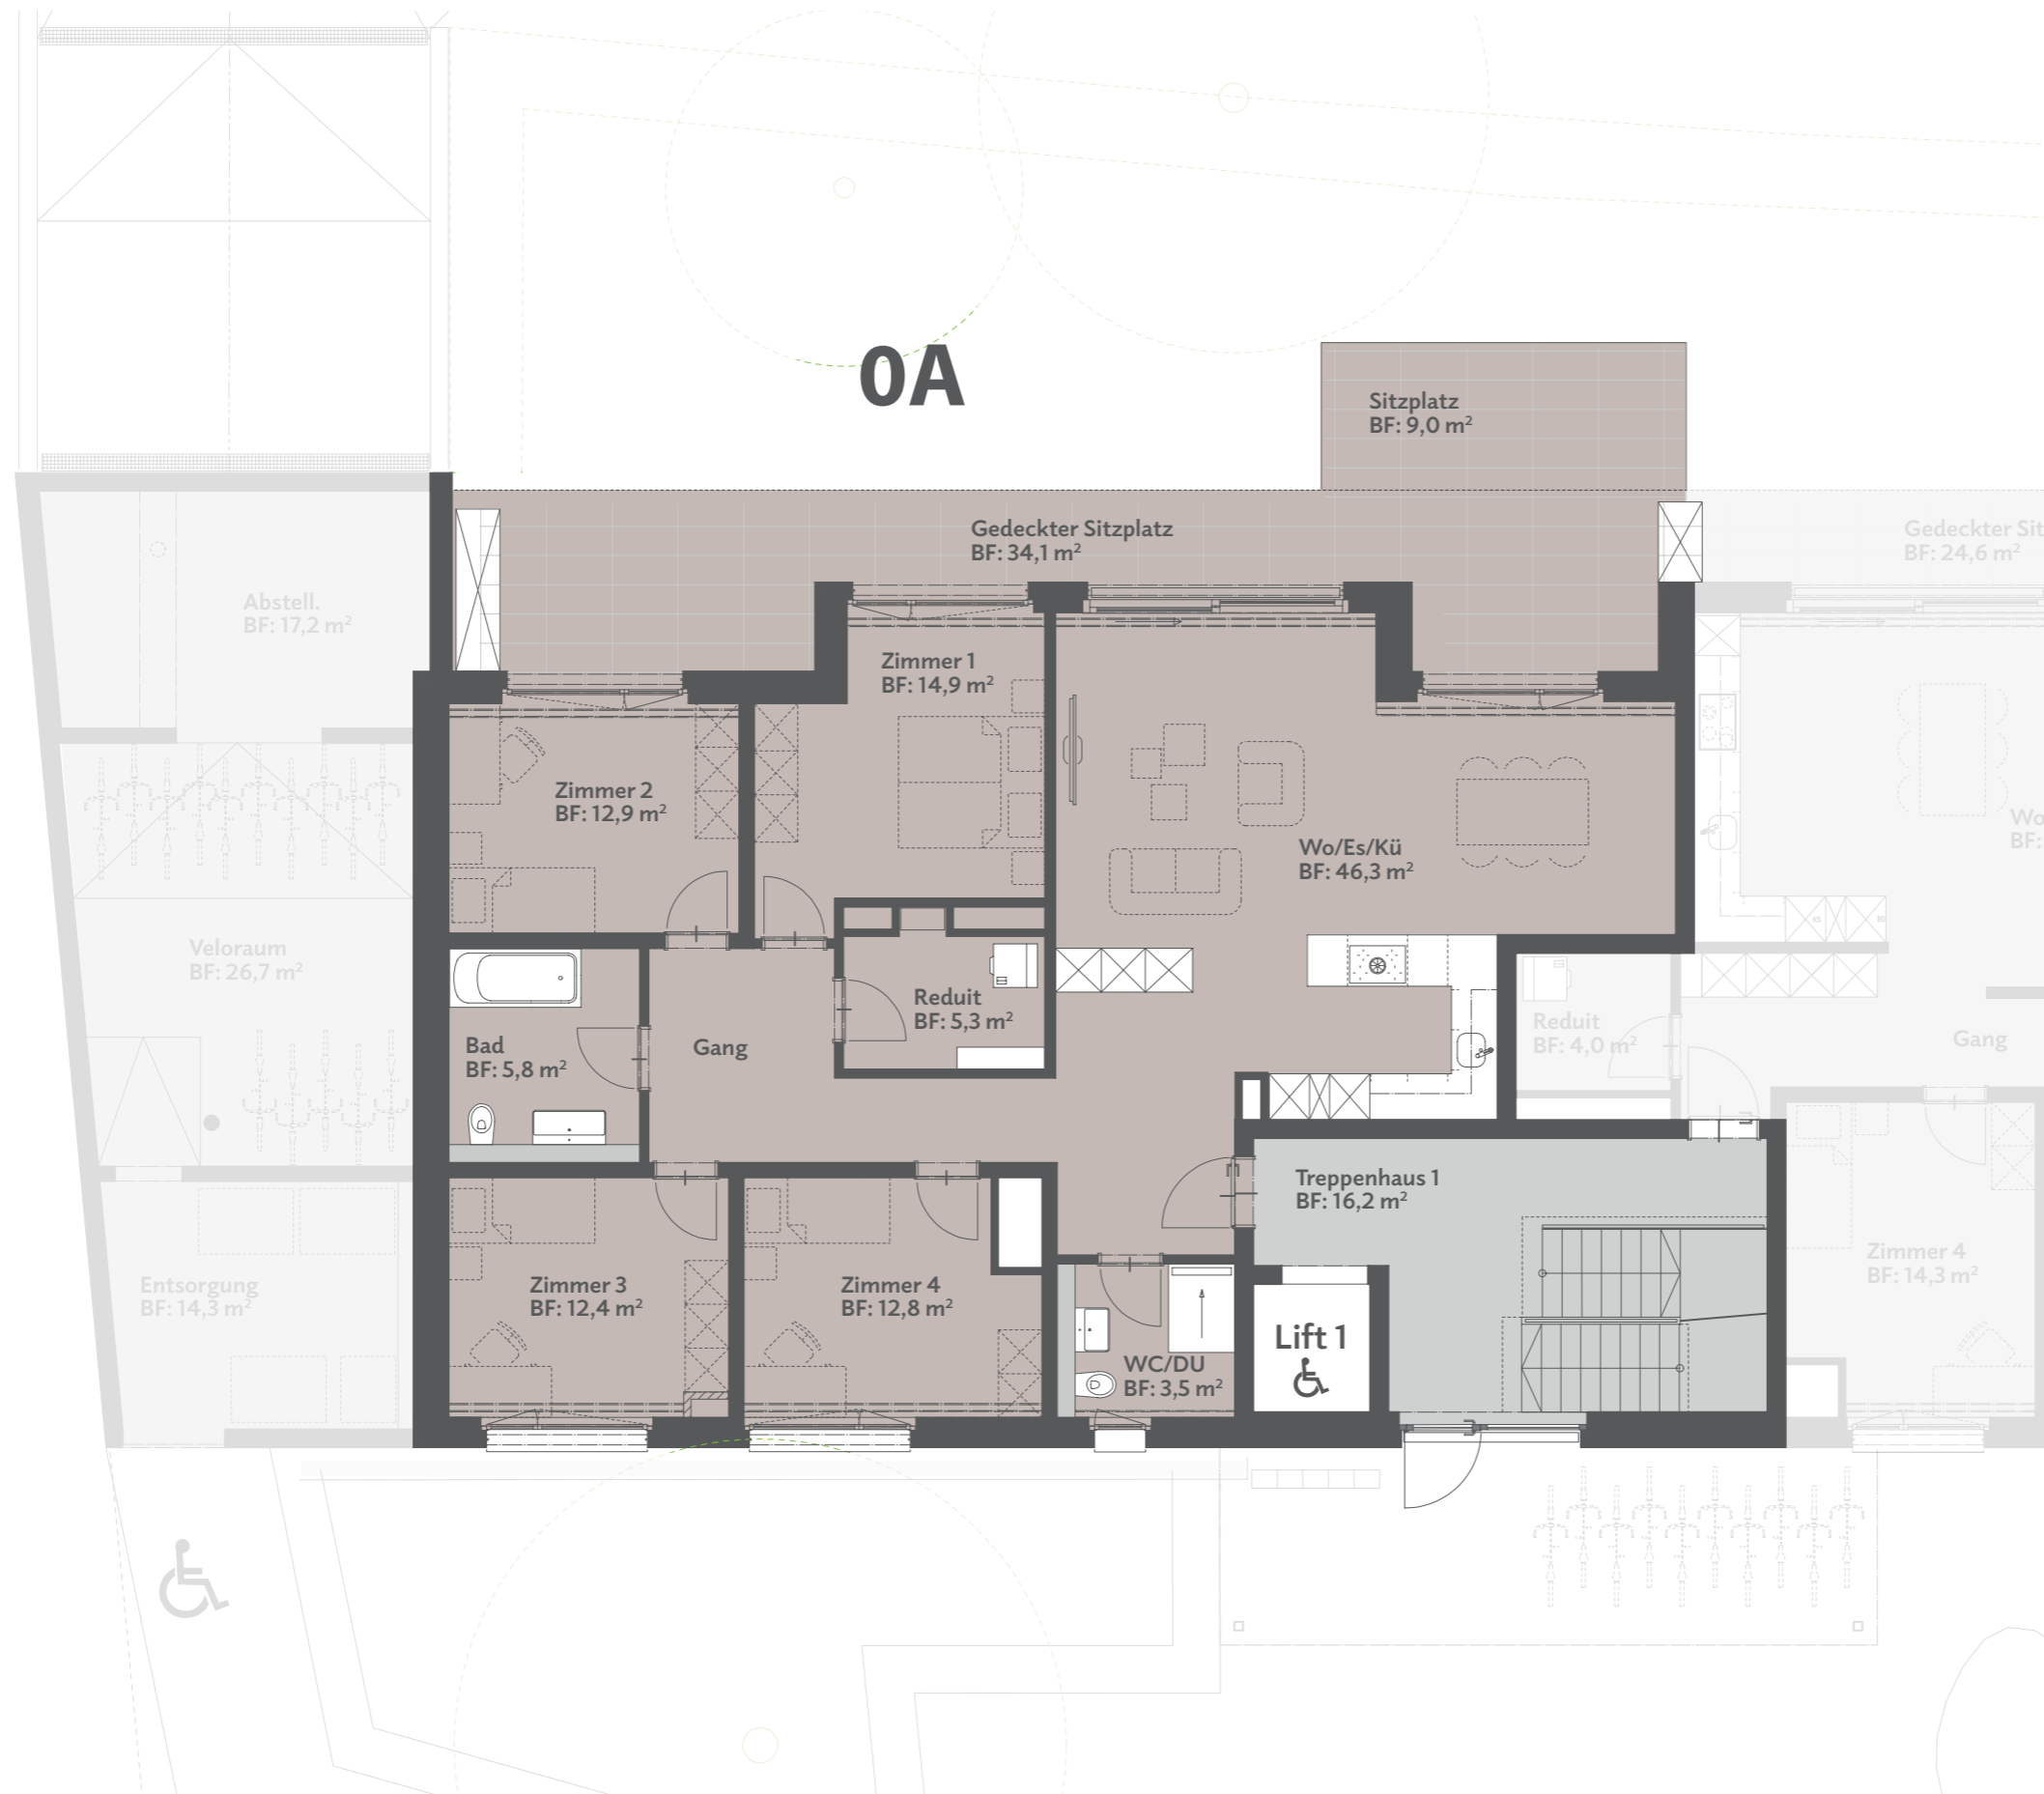 0A
Sitzplatz
BF: 9,0 m²
Gedeckter Sitzplatz
BF: 34,1 m²
Gedeckter Sit
BF: 24,6 m²
Abstell.
BF: 17,2 m²
Zimmer 1
BF: 14,9 m²
Zimmer 2
BF: 12,9 m²
Wo/Es/Kü
BF: 46,3 m²
Wo
BF:
Veloraum
BF: 26,7 m²
Reduit
BF: 5,3 m²
Reduit
BF: 4,0 m²
Bad
BF: 5,8 m²
Gang
Gang
Treppenhaus 1
BF: 16,2 m²
Entsorgung
BF: 14,3 m²
Zimmer 3
BF: 12,4 m²
Zimmer 4
BF: 12,8 m²
Zimmer 4
BF: 14,3 m²
Lift 1
WC/DU
BF: 3,5 m²